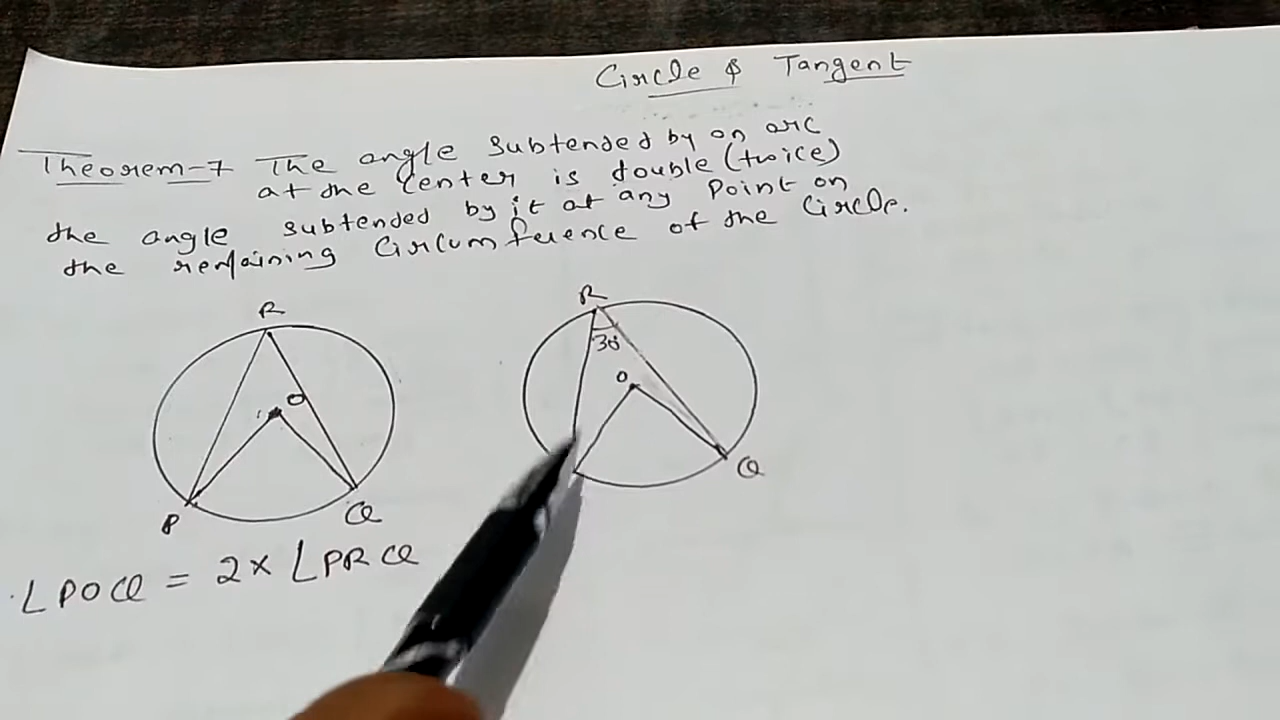 Circle & Tangent
Theorem-7 The angle subtended by an arc
at the center is double (twice)
the angle subtended by it at any point on
the remaining Circumference of the Circle.
R
O
P
Q
R
30°
O
Q
∠POQ = 2× ∠PRQ